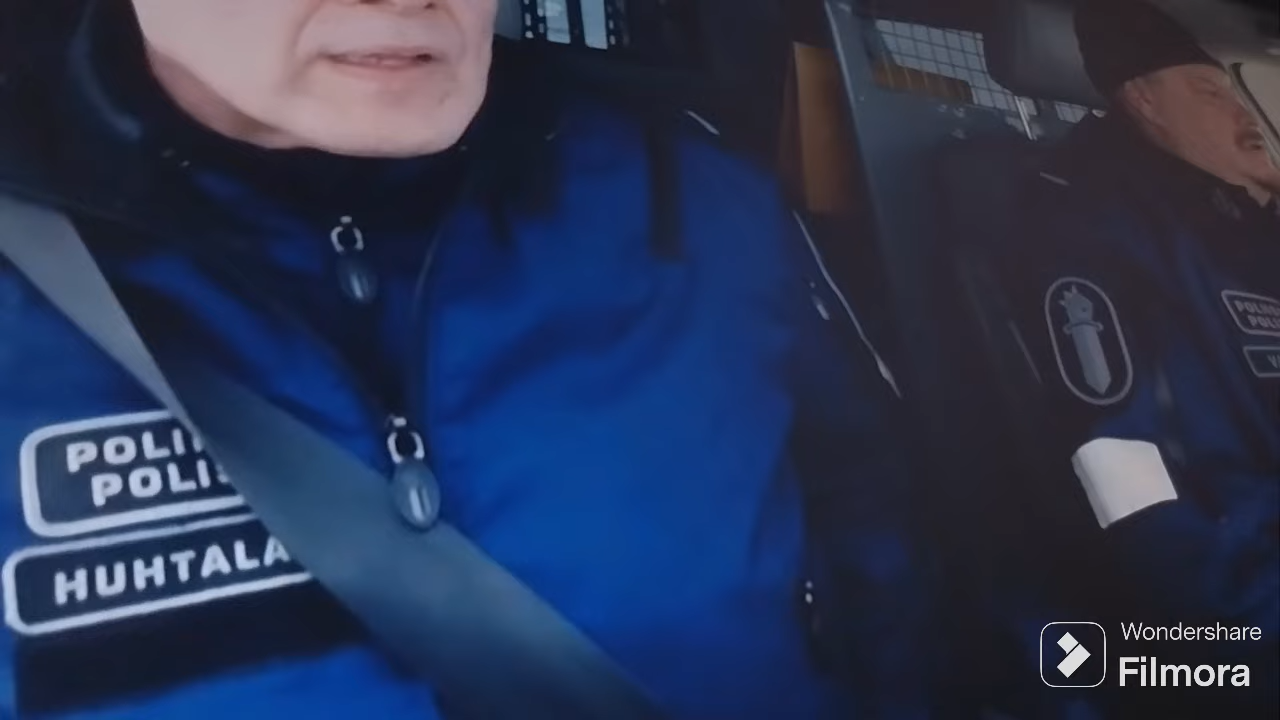 POLI
POLI
HUHTALA
POLI
POLI
V
Wondershare
Filmora